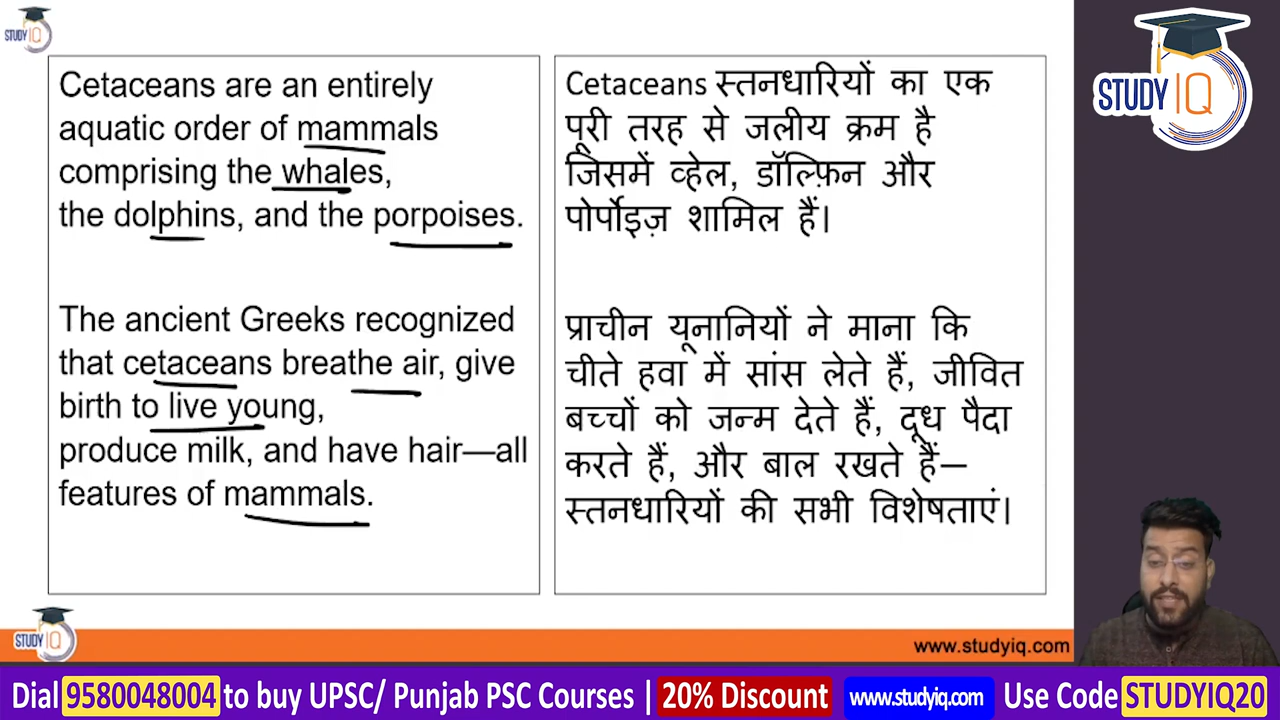 STUDY IQ
Cetaceans are an entirely
aquatic order of mammals
comprising the whales,
the dolphins, and the porpoises.
The ancient Greeks recognized
that cetaceans breathe air, give
birth to live young,
produce milk, and have hair—all
features of mammals.
Cetaceans स्तनधारियों का एक
पूरी तरह से जलीय क्रम है
जिसमें व्हेल, डॉल्फ़िन और
पोर्पोइज़ शामिल हैं।
प्राचीन यूनानियों ने माना कि
चीते हवा में सांस लेते हैं, जीवित
बच्चों को जन्म देते हैं, दूध पैदा
करते हैं, और बाल रखते हैं—
स्तनधारियों की सभी विशेषताएं।
STUDY IQ
STUDY IQ
www.studyiq.com
Dial 9580048004 to buy UPSC/ Punjab PSC Courses | 20% Discount www.studyiq.com Use Code STUDYIQ20